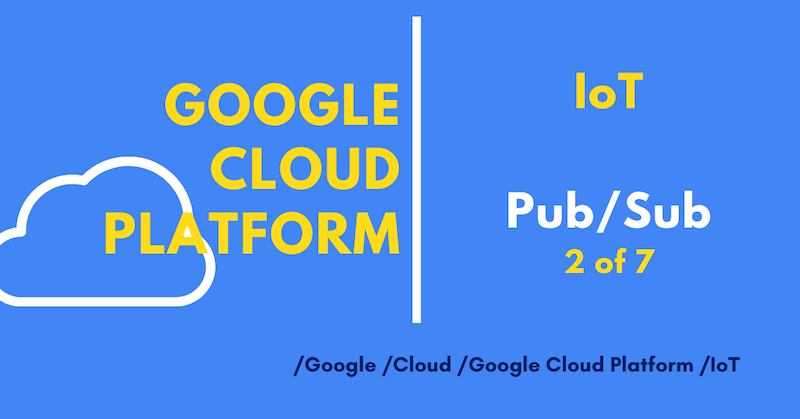 GOOGLE
CLOUD
PLATFORM
IoT
Pub/Sub
2 of 7
/Google /Cloud /Google Cloud Platform /IoT